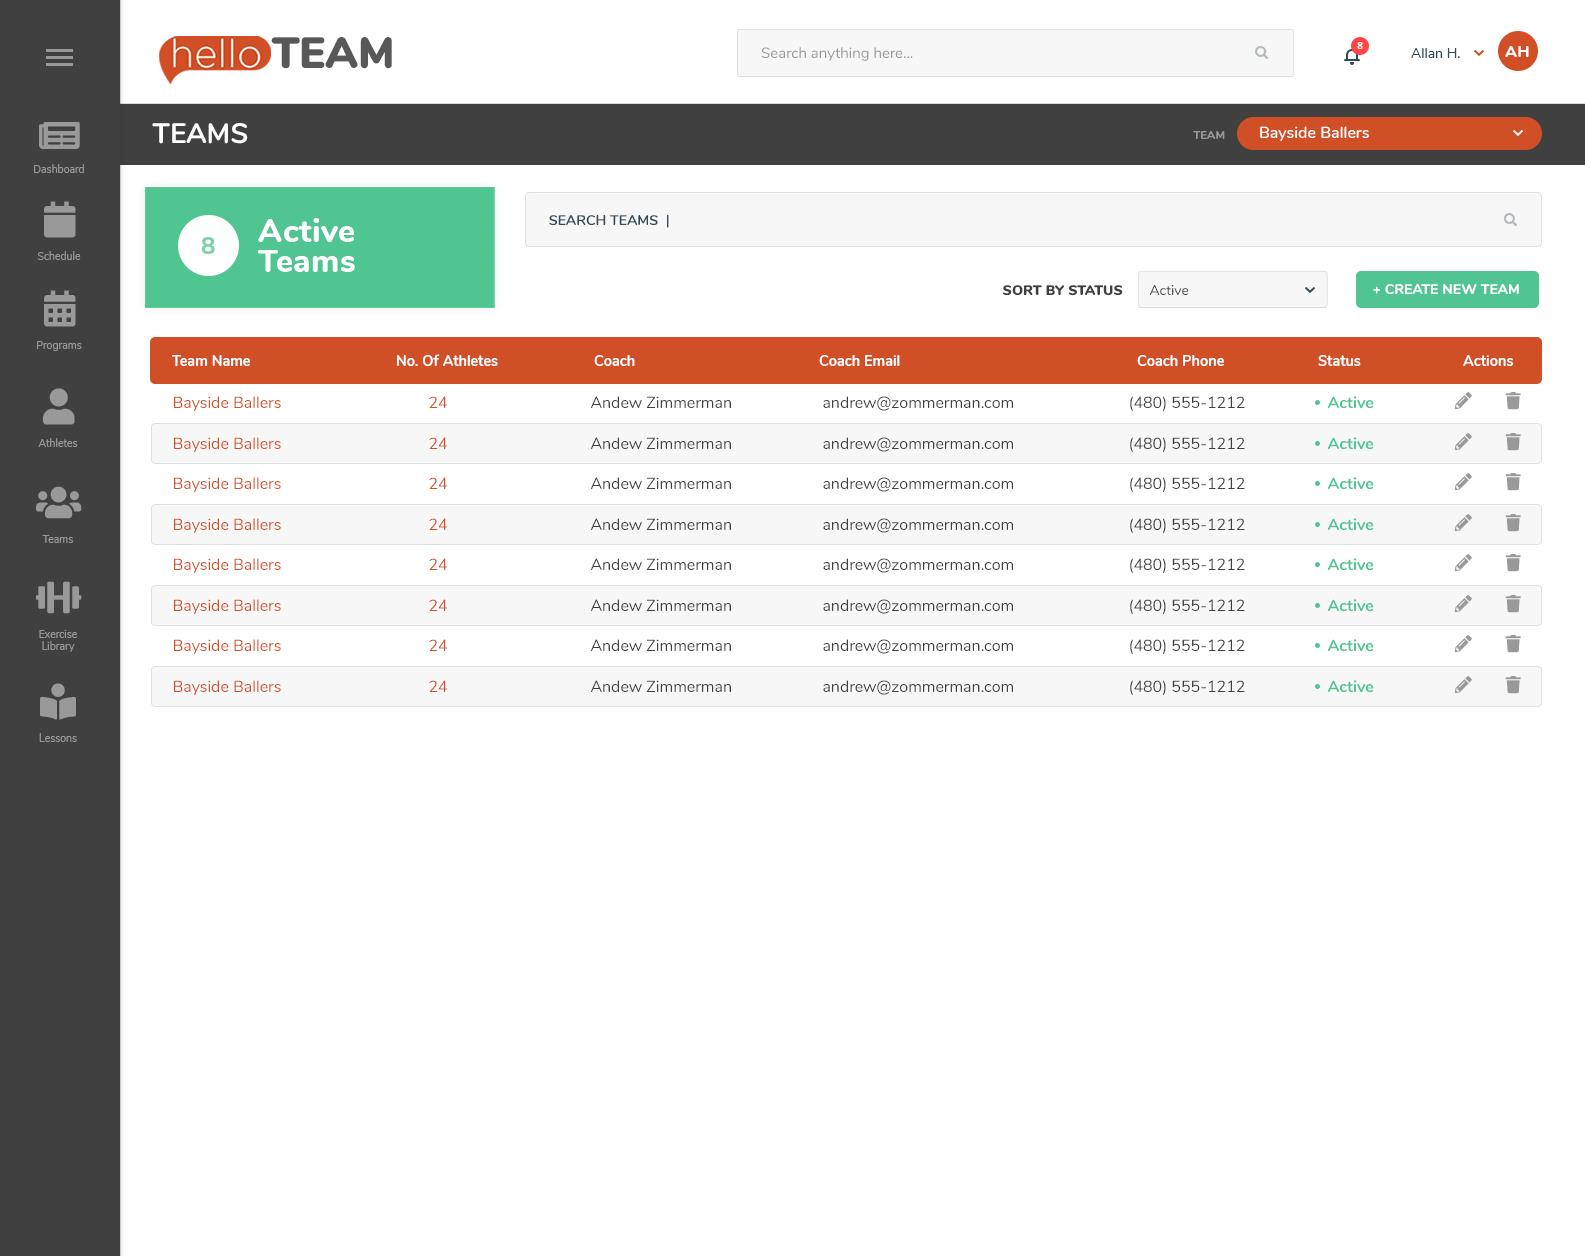 helloTEAM
Search anything here...
8
Allan H.
AH
TEAMS
TEAM
Bayside Ballers
Dashboard
Schedule
Programs
Athletes
Teams
Exercise
Library
Lessons
8
Active
Teams
SEARCH TEAMS |
SORT BY STATUS
Active
+ CREATE NEW TEAM
Team Name No. Of Athletes Coach Coach Email Coach Phone Status Actions
Bayside Ballers 24 Andew Zimmerman andrew@zommerman.com (480) 555-1212 • Active
Bayside Ballers 24 Andew Zimmerman andrew@zommerman.com (480) 555-1212 • Active
Bayside Ballers 24 Andew Zimmerman andrew@zommerman.com (480) 555-1212 • Active
Bayside Ballers 24 Andew Zimmerman andrew@zommerman.com (480) 555-1212 • Active
Bayside Ballers 24 Andew Zimmerman andrew@zommerman.com (480) 555-1212 • Active
Bayside Ballers 24 Andew Zimmerman andrew@zommerman.com (480) 555-1212 • Active
Bayside Ballers 24 Andew Zimmerman andrew@zommerman.com (480) 555-1212 • Active
Bayside Ballers 24 Andew Zimmerman andrew@zommerman.com (480) 555-1212 • Active